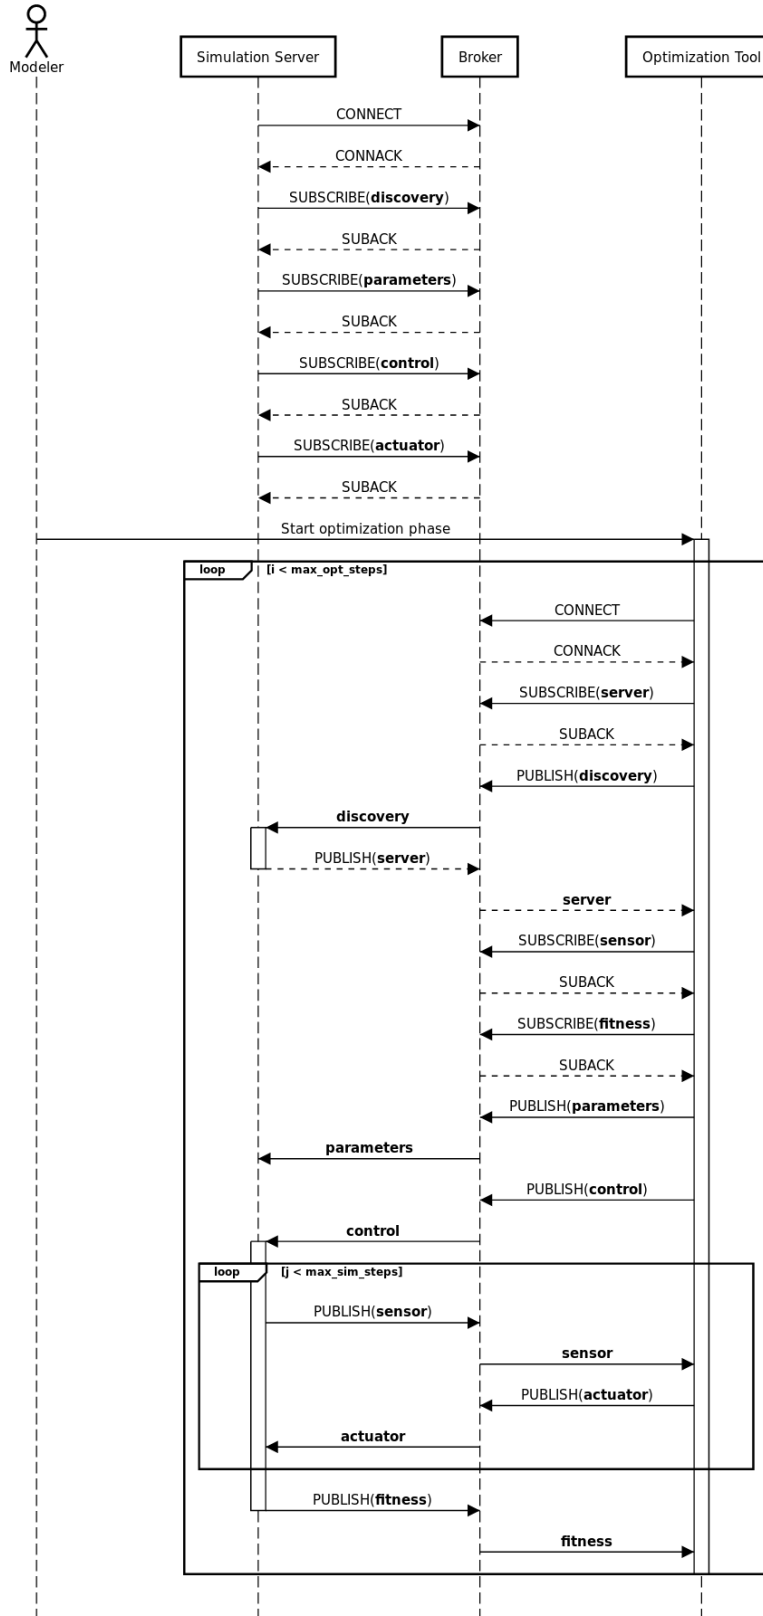 Modeler
Simulation Server
Broker
Optimization Tool
CONNECT
CONNACK
SUBSCRIBE(discovery)
SUBACK
SUBSCRIBE(parameters)
SUBACK
SUBSCRIBE(control)
SUBACK
SUBSCRIBE(actuator)
SUBACK
Start optimization phase
loop [i < max_opt_steps]
CONNECT
CONNACK
SUBSCRIBE(server)
SUBACK
PUBLISH(discovery)
discovery
PUBLISH(server)
server
SUBSCRIBE(sensor)
SUBACK
SUBSCRIBE(fitness)
SUBACK
PUBLISH(parameters)
parameters
PUBLISH(control)
control
loop [j < max_sim_steps]
PUBLISH(sensor)
sensor
PUBLISH(actuator)
actuator
PUBLISH(fitness)
fitness